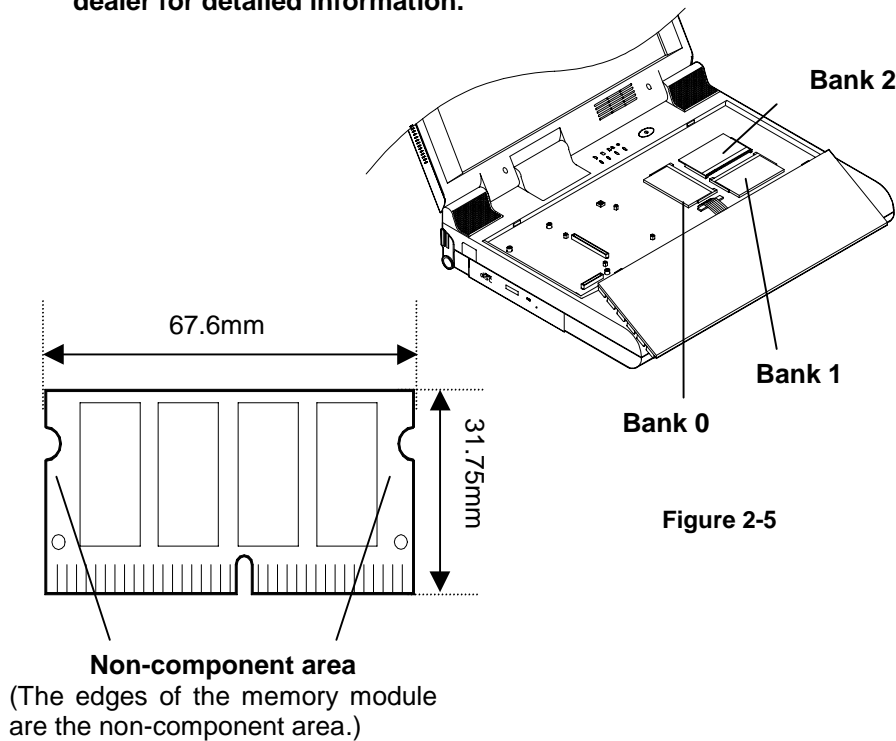 dealer for detailed information.
Bank 2
67.6mm
Bank 1
Bank 0
31.75mm
Figure 2-5
Non-component area
(The edges of the memory module
are the non-component area.)